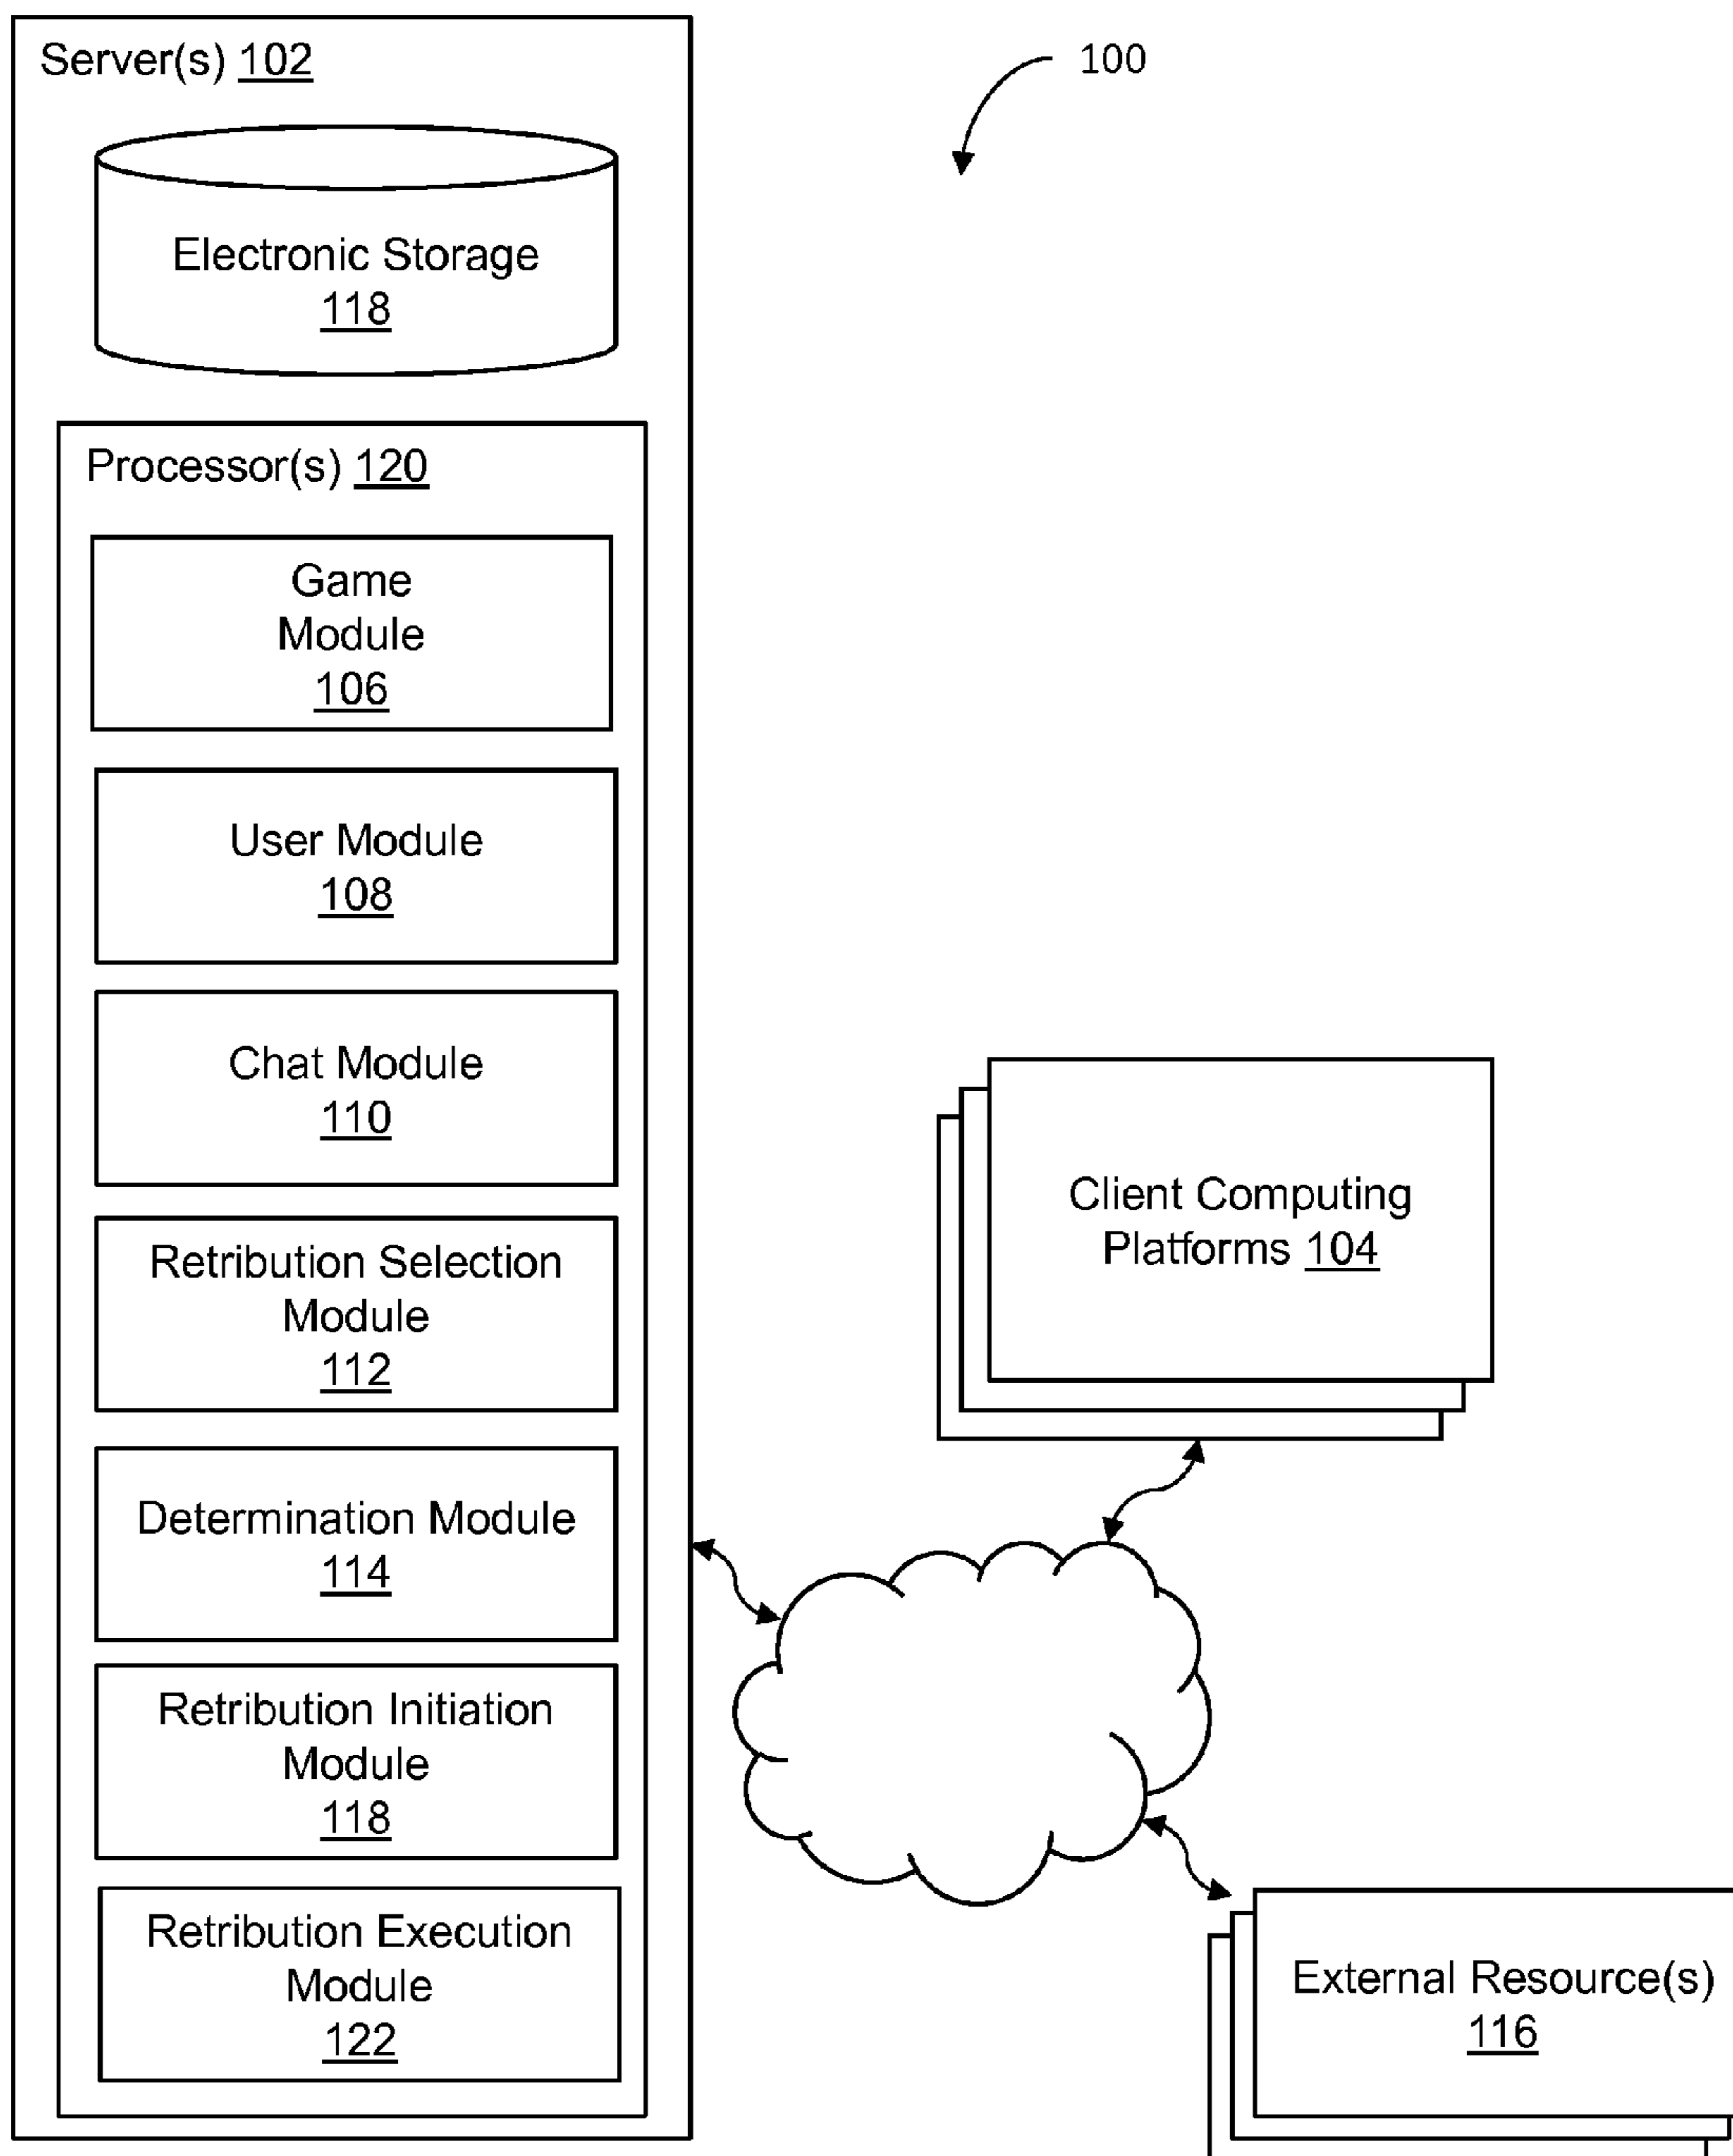 Server(s) 102
100
Electronic Storage
118
Processor(s) 120
Game
Module
106
User Module
108
Chat Module
110
Retribution Selection
Module
112
Determination Module
114
Retribution Initiation
Module
118
Retribution Execution
Module
122
Client Computing
Platforms 104
External Resource(s)
116